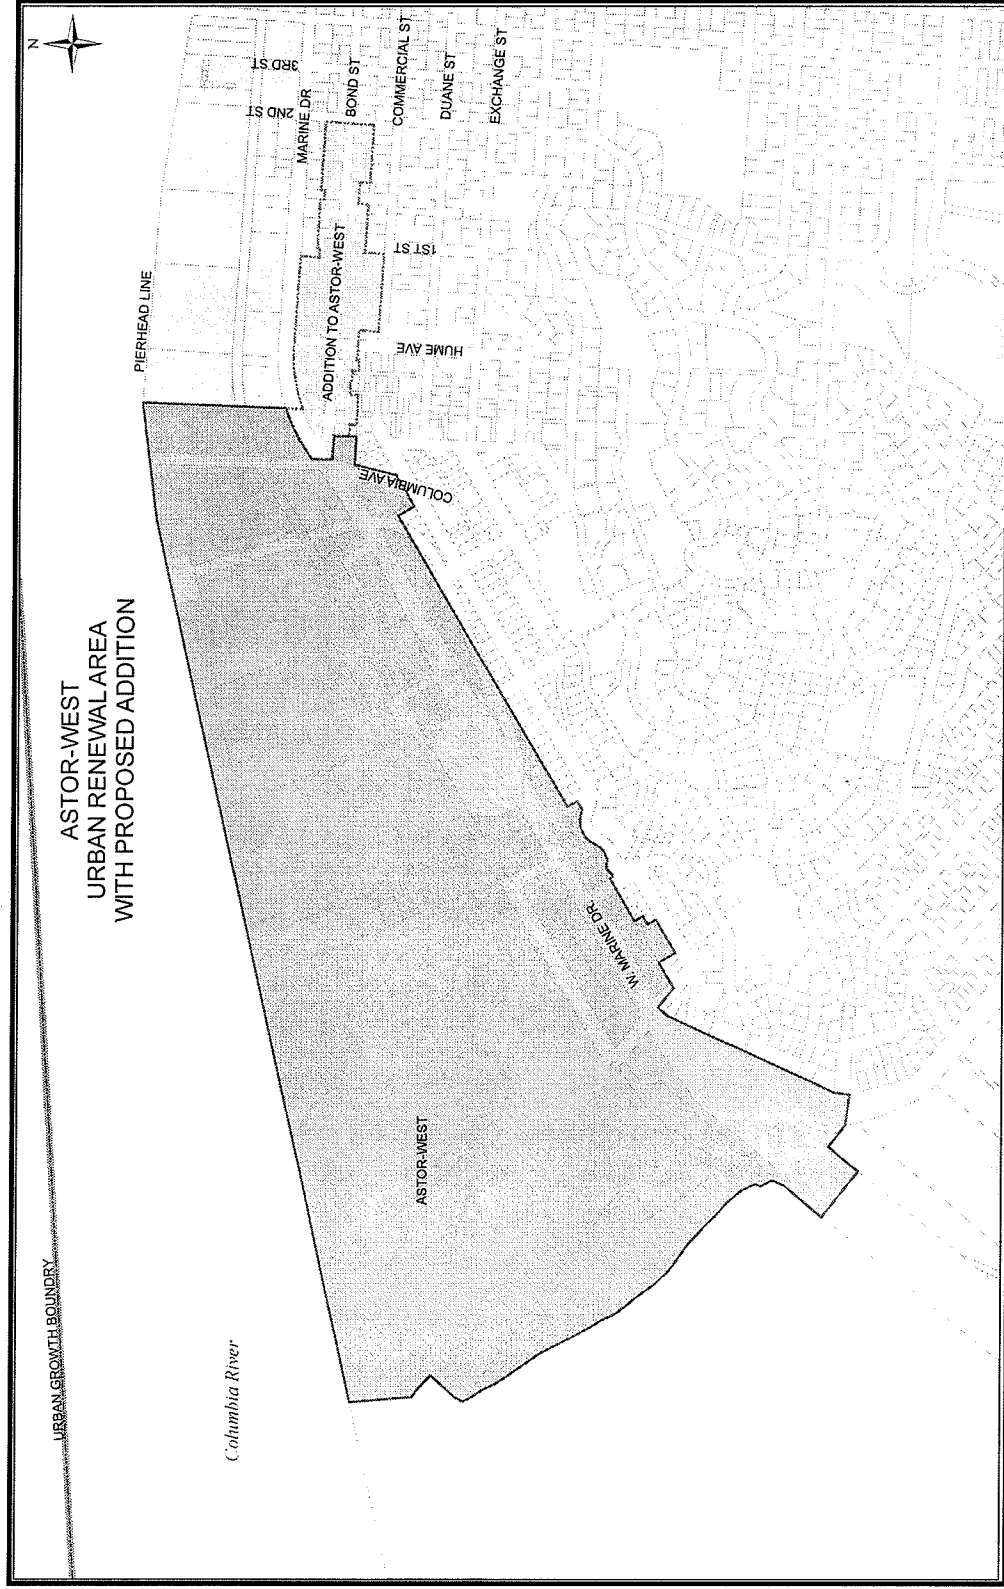 ASTOR-WEST
URBAN RENEWAL AREA
WITH PROPOSED ADDITION
N
URBAN GROWTH BOUNDRY
Columbia River
PIERHEAD LINE
ASTOR-WEST
W. MARINE DR.
COLUMBIA AVE
ADDITION TO ASTOR-WEST
HUME AVE
1ST ST
2ND ST
3RD ST
MARINE DR
BOND ST
COMMERCIAL ST
DUANE ST
EXCHANGE ST